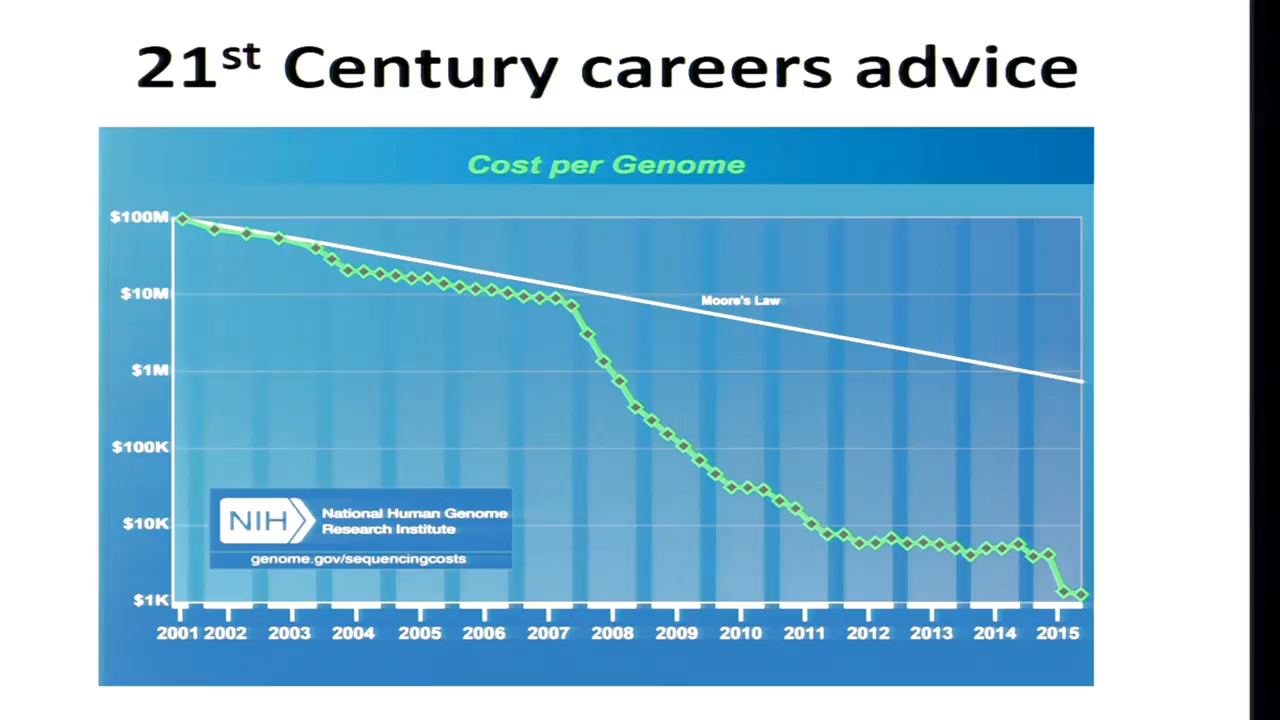 21st Century careers advice
Cost per Genome
$100M
$10M
Moore's Law
$1M
$100K
$10K
NIH
National Human Genome
Research Institute
genome.gov/sequencingcosts
$1K
2001 2002 2003 2004 2005 2006 2007 2008 2009 2010 2011 2012 2013 2014 2015